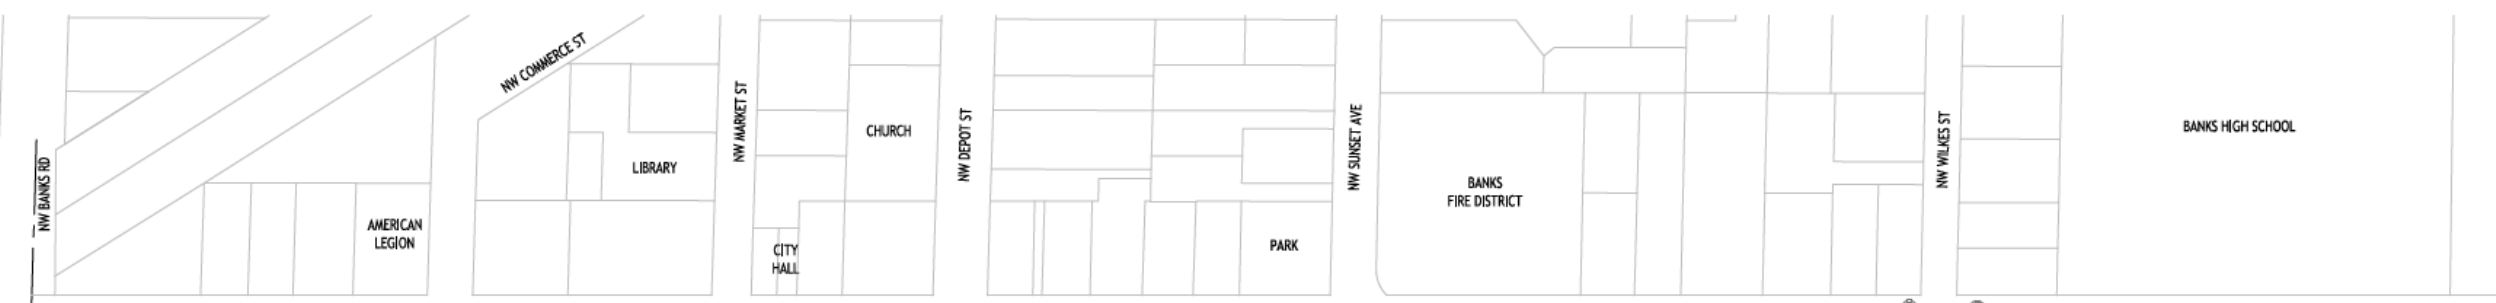 NW BANKS RD
AMERICAN
LEGION
NW COMMERCE ST
LIBRARY
NW MARKET ST
CITY
HALL
CHURCH
NW DEPOT ST
PARK
NW SUNSET AVE
BANKS
FIRE DISTRICT
NW WILKES ST
BANKS HIGH SCHOOL